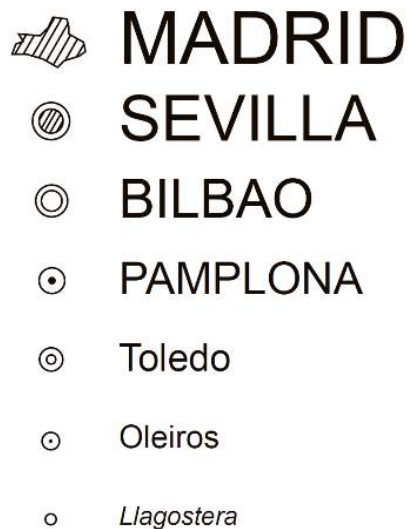 MADRID
SEVILLA
BILBAO
PAMPLONA
Toledo
Oleiros
Llagostera